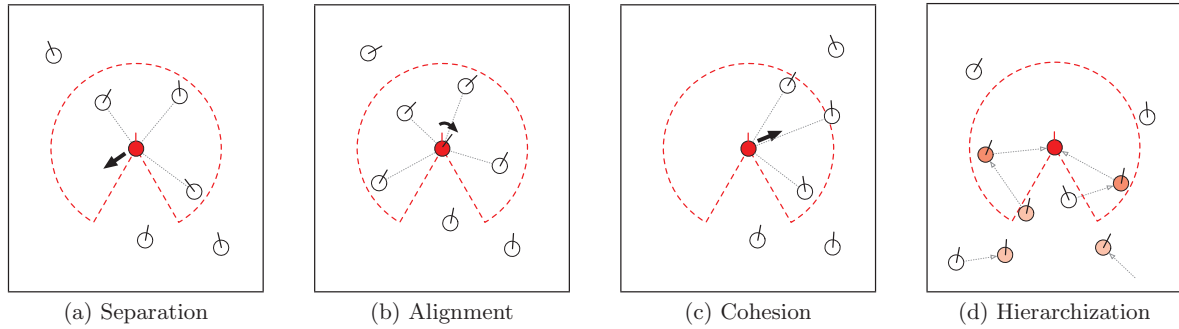 (a) Separation
(b) Alignment
(c) Cohesion
(d) Hierarchization